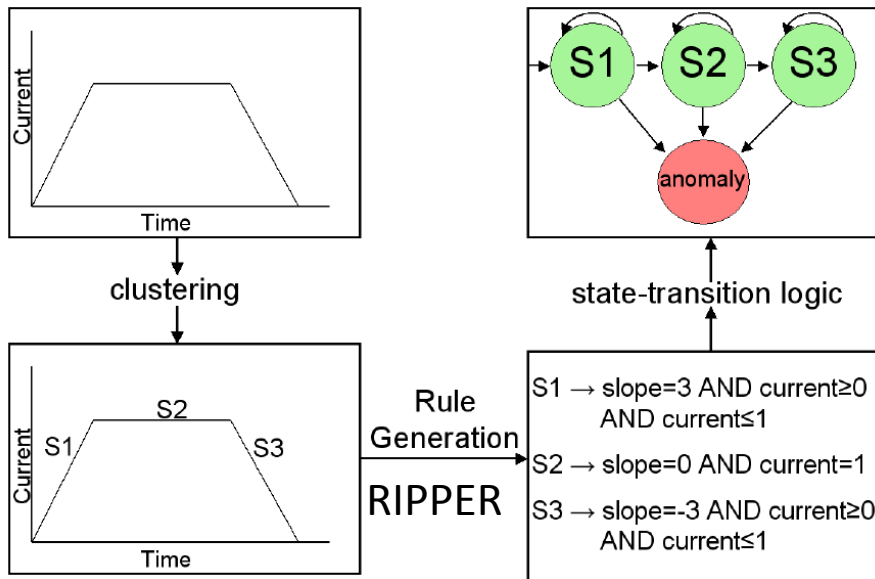 Current
Time
clustering
Current
S1
S2
S3
Time
Rule
Generation
RIPPER
S1 → slope=3 AND current≥0
AND current≤1
S2 → slope=0 AND current=1
S3 → slope=-3 AND current≥0
AND current≤1
state-transition logic
S1
S2
S3
anomaly